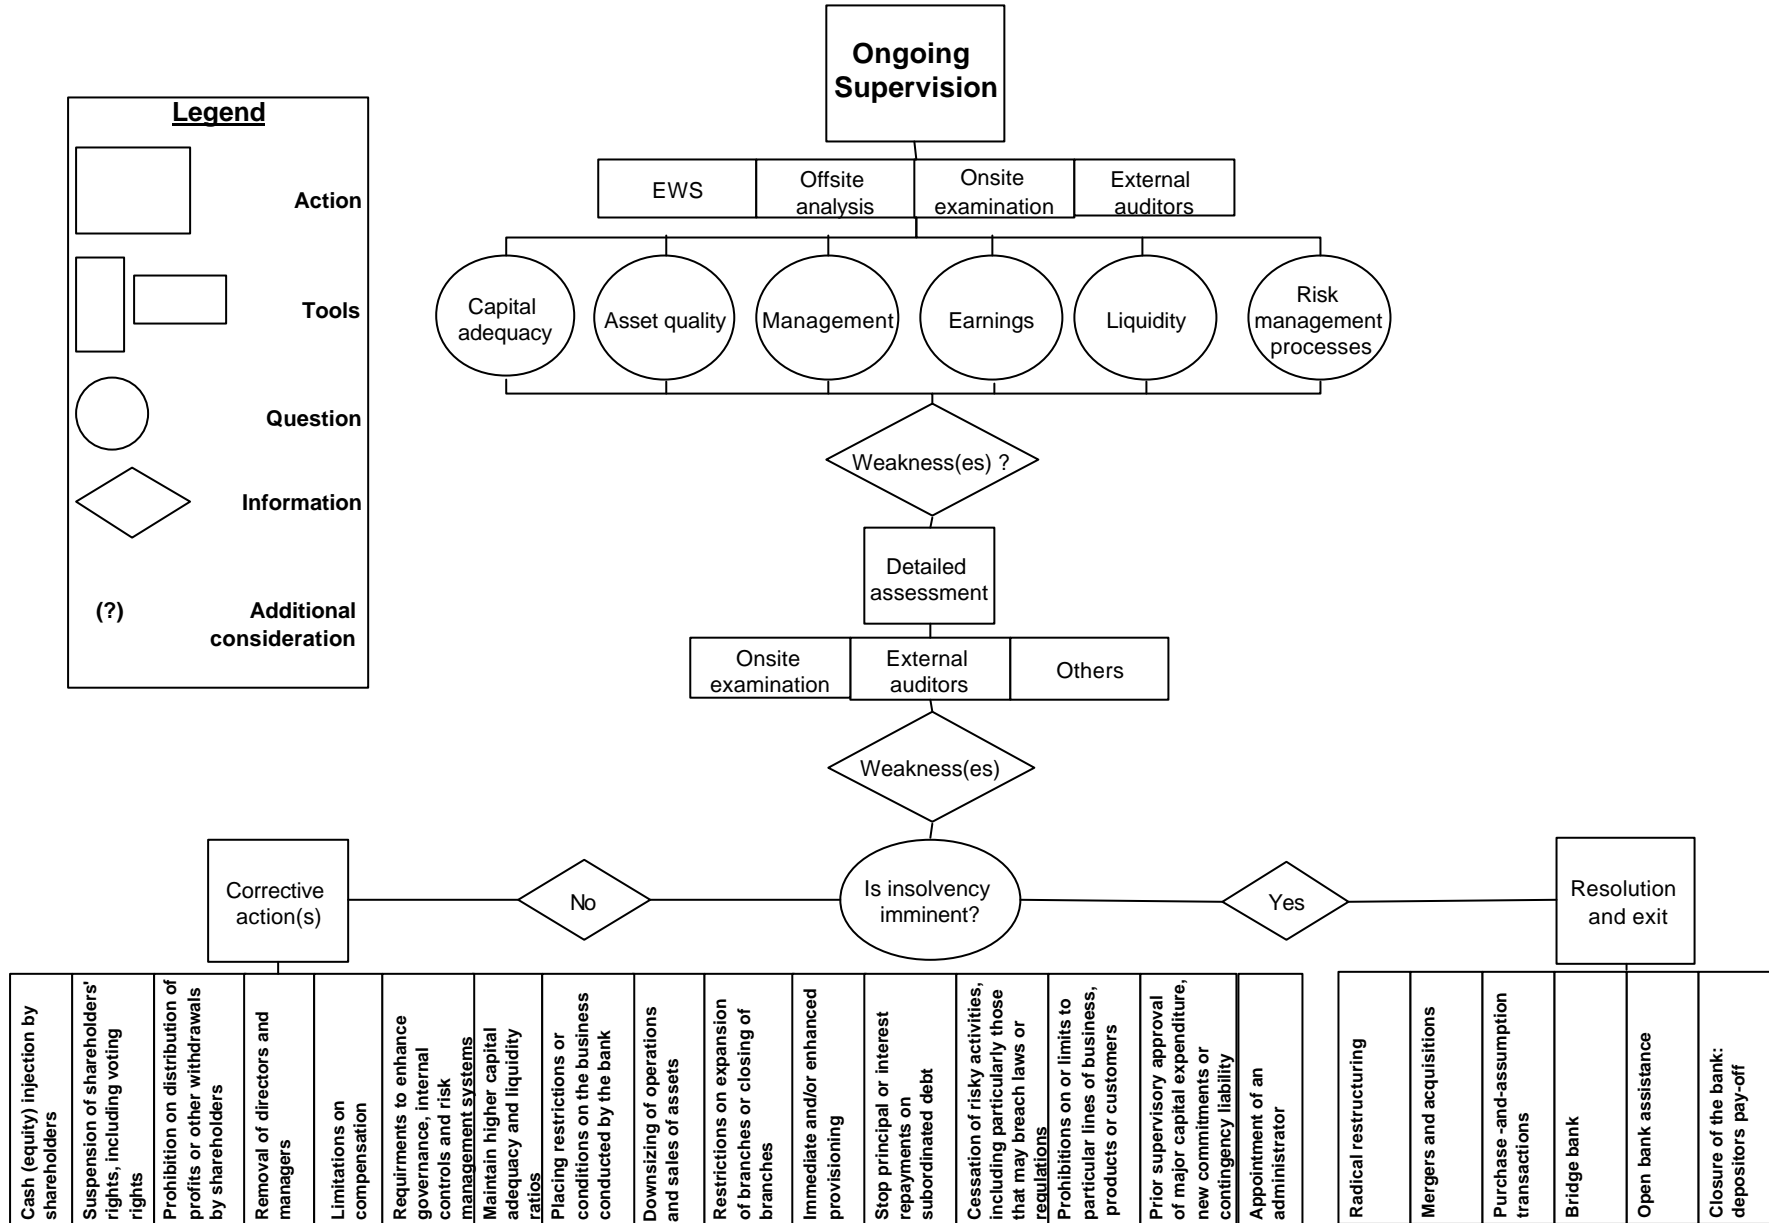 Ongoing
Supervision
Legend
Action
Tools
Question
Information
(?)
Additional
consideration
EWS
Offsite
analysis
Onsite
examination
External
auditors
Capital
adequacy
Asset quality
Management
Earnings
Liquidity
Risk
management
processes
Weakness(es) ?
Detailed
assessment
Onsite
examination
External
auditors
Others
Weakness(es)
Corrective
action(s)
No
Is insolvency
imminent?
Yes
Resolution
and exit
Cash (equity) injection by
shareholders
Suspension of shareholders'
rights, including voting
rights
Prohibition on distribution of
profits or other withdrawals
by shareholders
Removal of directors and
managers
Limitations on
compensation
Requirments to enhance
governance, internal
controls and risk
management systems
Maintain higher capital
adequacy and liquidity
ratios
Placing restrictions or
conditions on the business
conducted by the bank
Downsizing of operations
and sales of assets
Restrictions on expansion
of branches or closing of
branches
Immediate and/or enhanced
provisioning
Stop principal or interest
repayments on
subordinated debt
Cessation of risky activities,
including particularly those
that may breach laws or
regulations
Prohibitions on or limits to
particular lines of business,
products or customers
Prior supervisory approval
of major capital expenditure,
new commitments or
contingency liability
Appointment of an
administrator
Radical restructuring
Mergers and acquisitions
Purchase -and-assumption
transactions
Bridge bank
Open bank assistance
Closure of the bank:
depositors pay-off